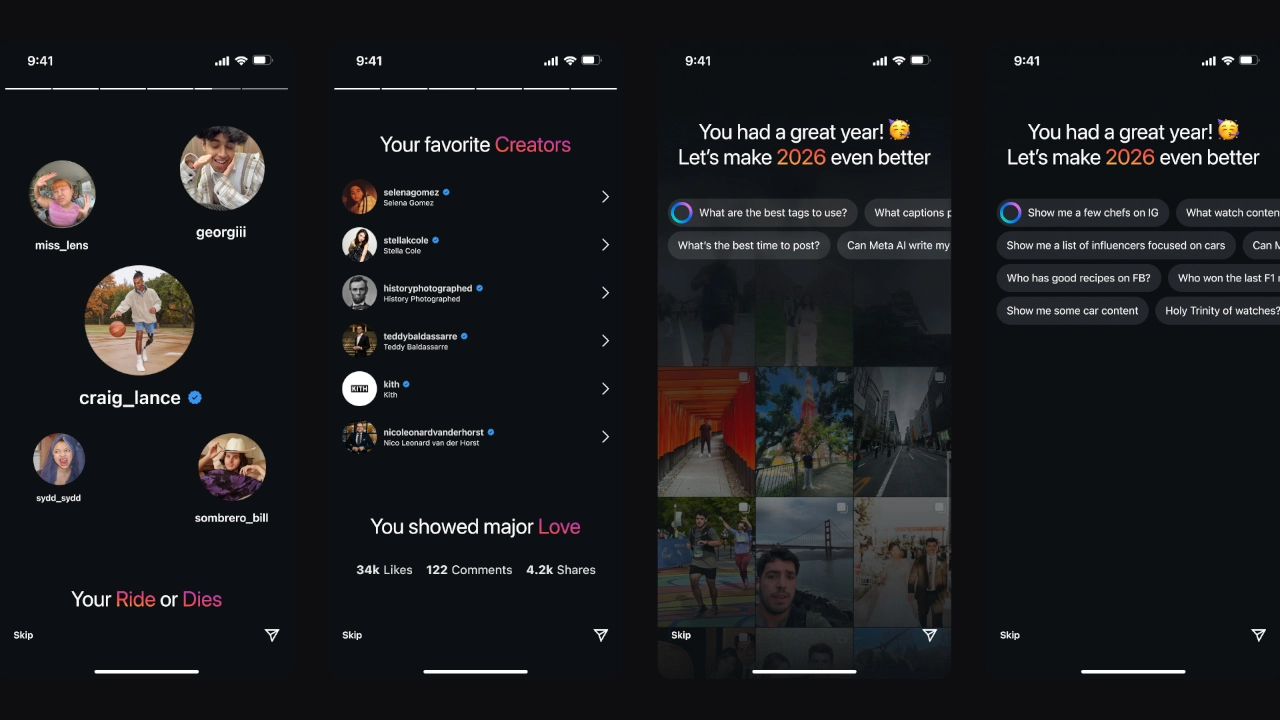 9:41
miss_lens
georgiii
craig_lance
sydd_sydd
sombrero_bill
Your Ride or Dies
Skip
9:41
Your favorite Creators
selenagomez
Selena Gomez
stellakcole
Stella Cole
historyphotographed
History Photographed
teddybaldassarre
Teddy Baldassarre
KITH
kith
Kith
nicoleonardvanderhorst
Nico Leonard van der Horst
You showed major Love
34k Likes 122 Comments 4.2k Shares
Skip
9:41
You had a great year! 🥳
Let's make 2026 even better
What are the best tags to use? What captions p
What's the best time to post? Can Meta AI write my
Skip
9:41
You had a great year! 🥳
Let's make 2026 even better
Show me a few chefs on IG What watch conten
Show me a list of influencers focused on cars Can M
Who has good recipes on FB? Who won the last F1 r
Show me some car content Holy Trinity of watches?
Skip